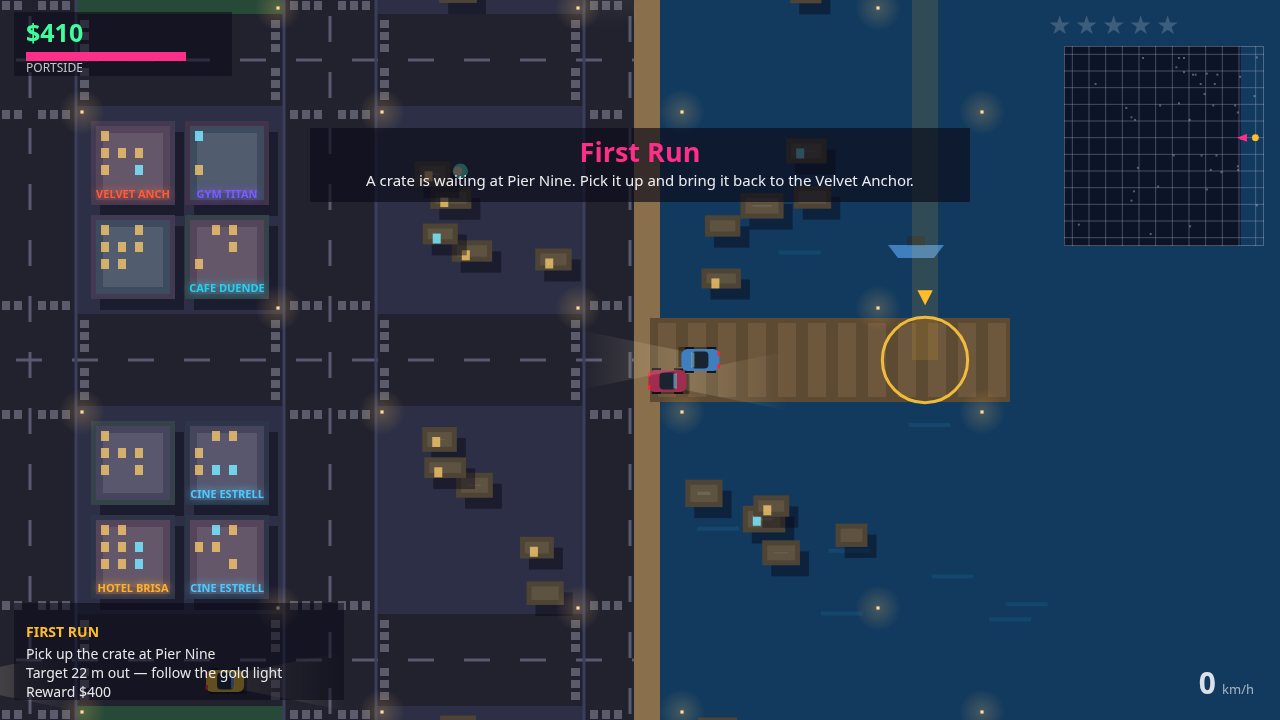 $410
PORTSIDE
First Run
A crate is waiting at Pier Nine. Pick it up and bring it back to the Velvet Anchor.
VELVET ANCH
GYM TITAN
CAFE DUENDE
CINE ESTRELL
HOTEL BRISA
CINE ESTRELL
FIRST RUN
Pick up the crate at Pier Nine
Target 22 m out — follow the gold light
Reward $400
0 km/h